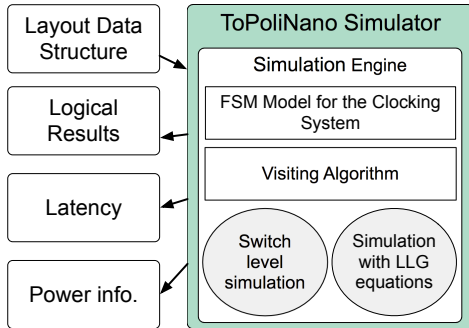 Layout Data
Structure
Logical
Results
Latency
Power info.
ToPoliNano Simulator
Simulation Engine
FSM Model for the Clocking
System
Visiting Algorithm
Switch
level
simulation
Simulation
with LLG
equations